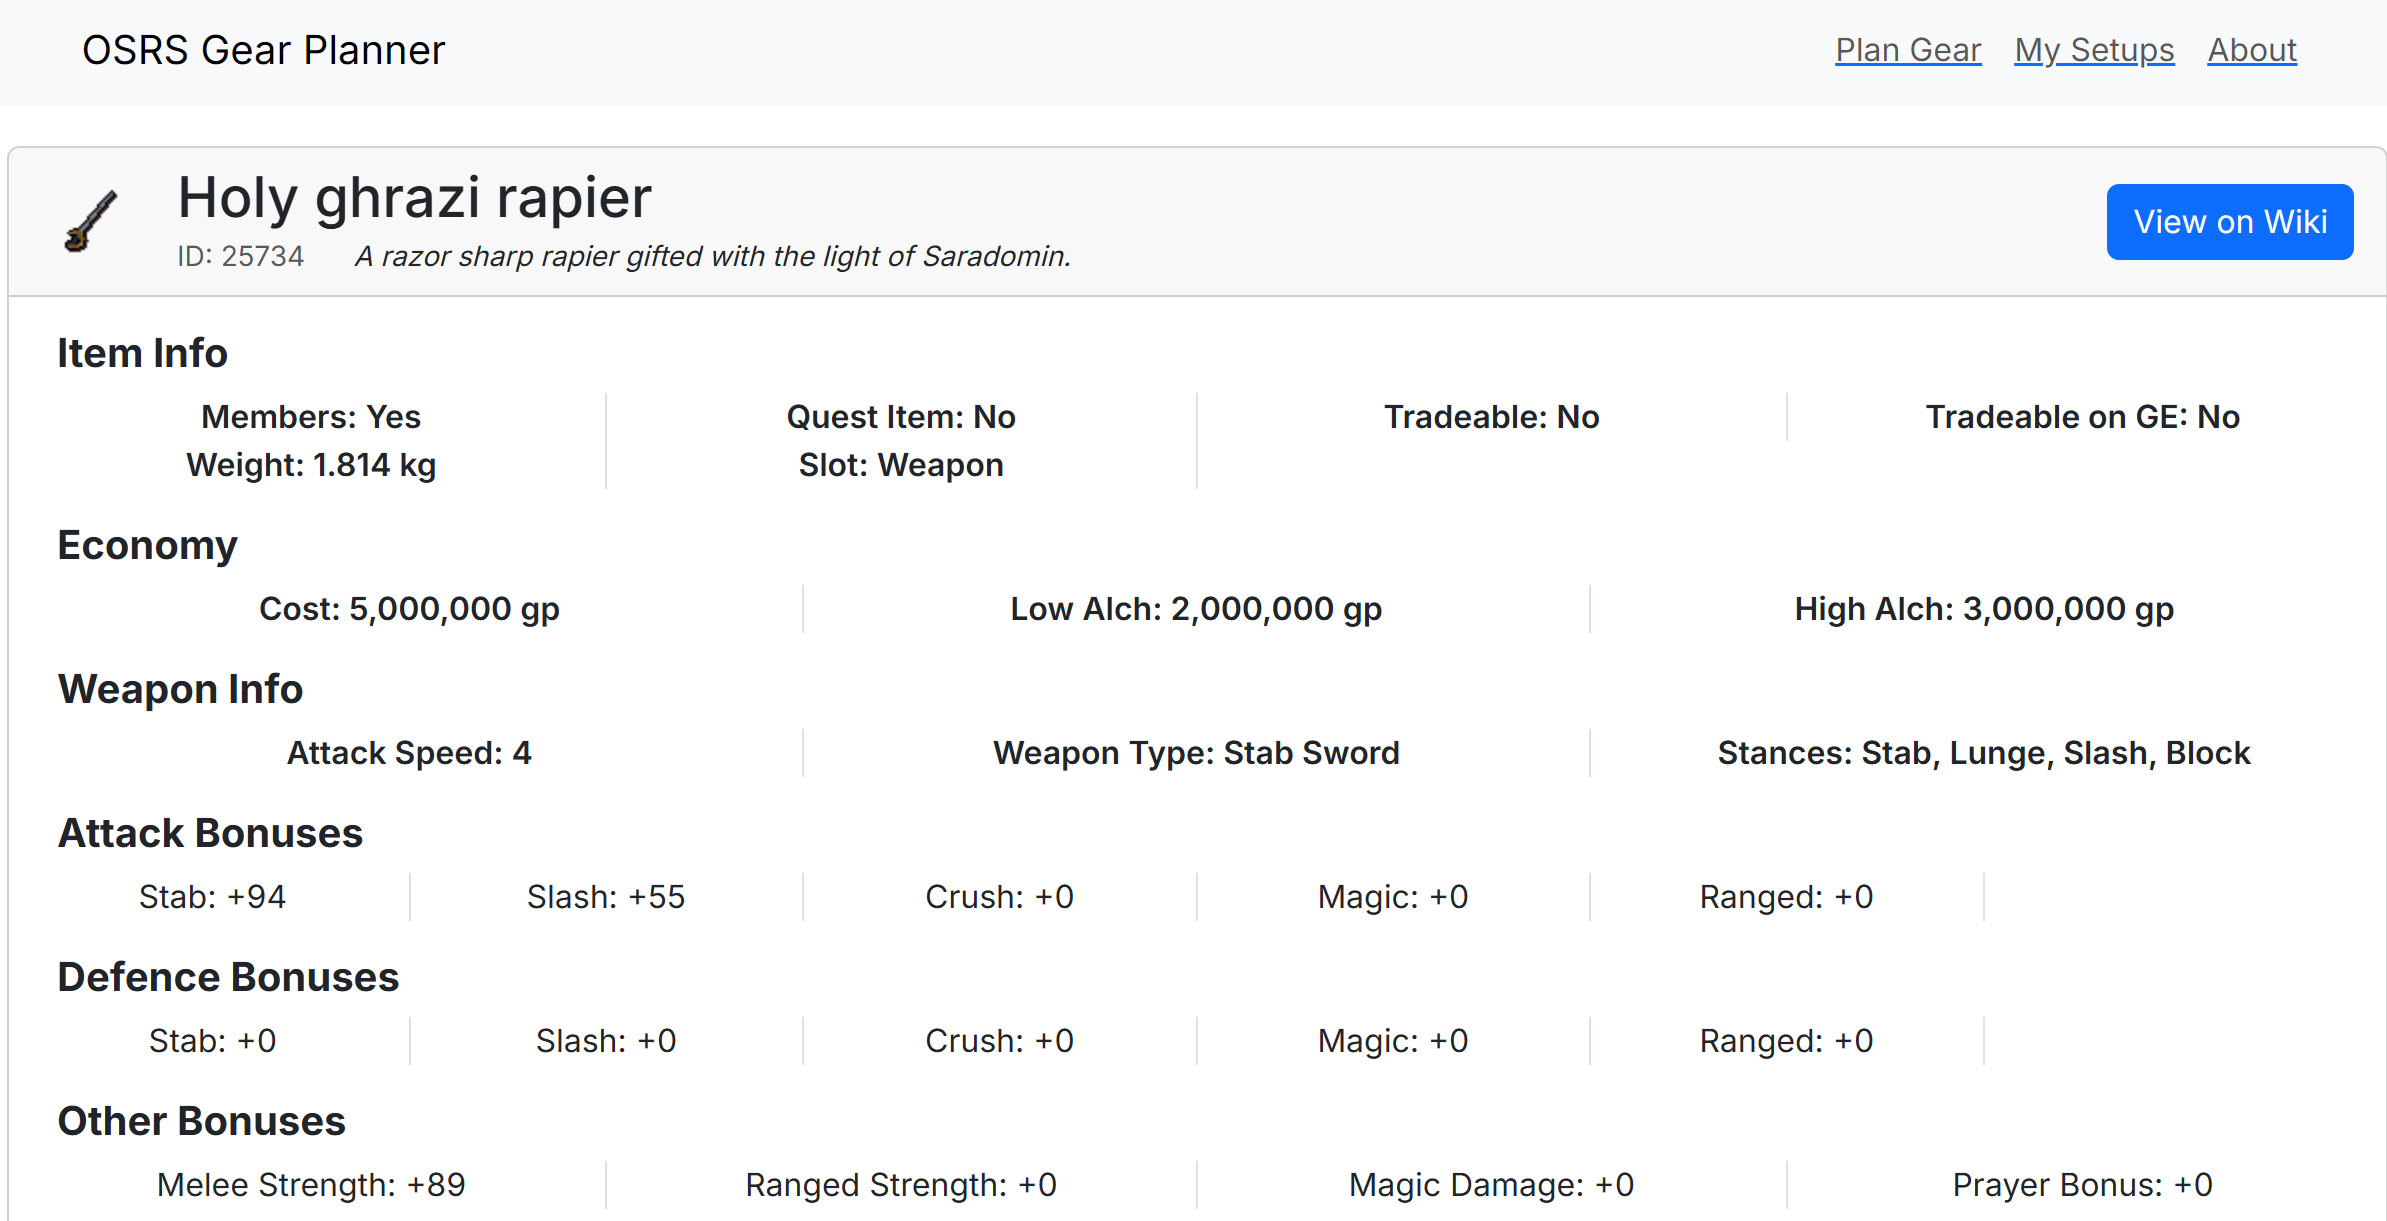 OSRS Gear Planner
Plan Gear My Setups About
Holy ghrazi rapier
ID: 25734 A razor sharp rapier gifted with the light of Saradomin.
View on Wiki
Item Info
Members: Yes Quest Item: No Tradeable: No Tradeable on GE: No
Weight: 1.814 kg Slot: Weapon
Economy
Cost: 5,000,000 gp Low Alch: 2,000,000 gp High Alch: 3,000,000 gp
Weapon Info
Attack Speed: 4 Weapon Type: Stab Sword Stances: Stab, Lunge, Slash, Block
Attack Bonuses
Stab: +94 Slash: +55 Crush: +0 Magic: +0 Ranged: +0
Defence Bonuses
Stab: +0 Slash: +0 Crush: +0 Magic: +0 Ranged: +0
Other Bonuses
Melee Strength: +89 Ranged Strength: +0 Magic Damage: +0 Prayer Bonus: +0